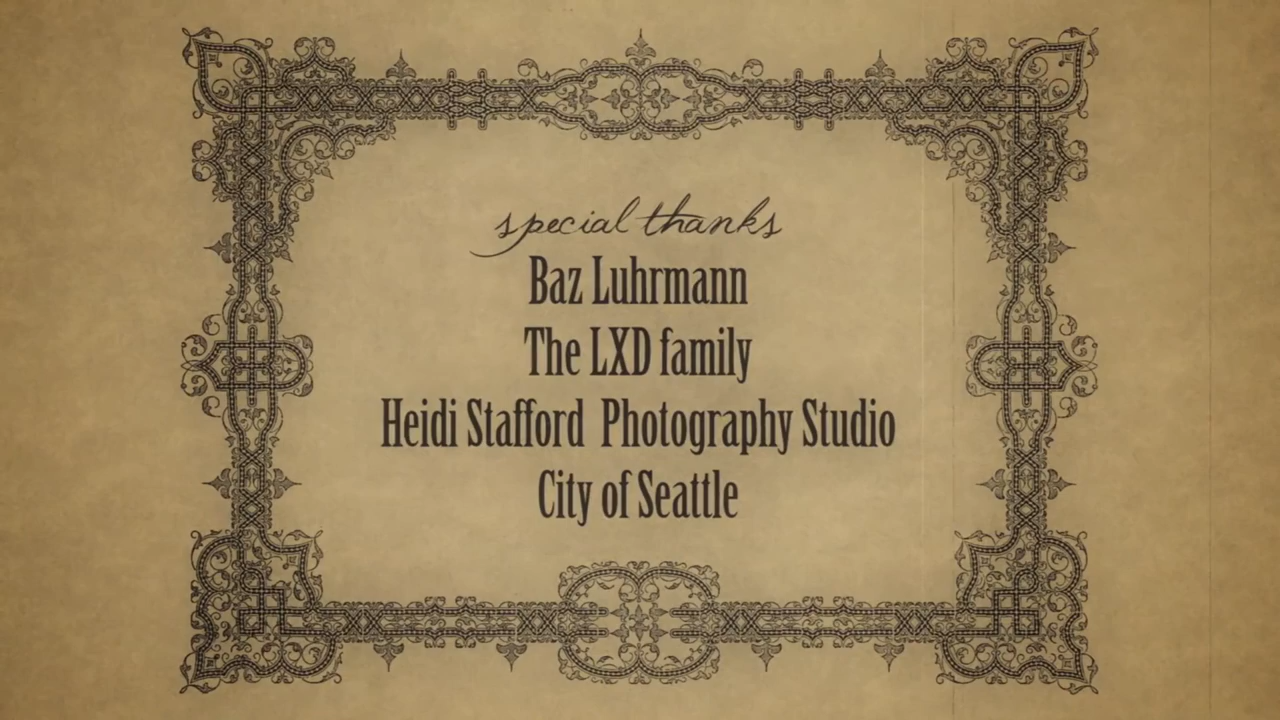 special thanks
Baz Luhrmann
The LXD family
Heidi Stafford Photography Studio
City of Seattle